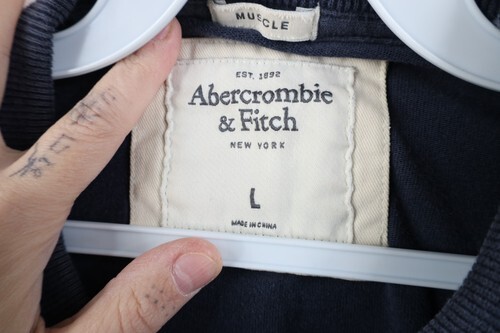 MUSCLE
EST. 1892
Abercrombie
& Fitch
NEW YORK
L
MADE IN CHINA